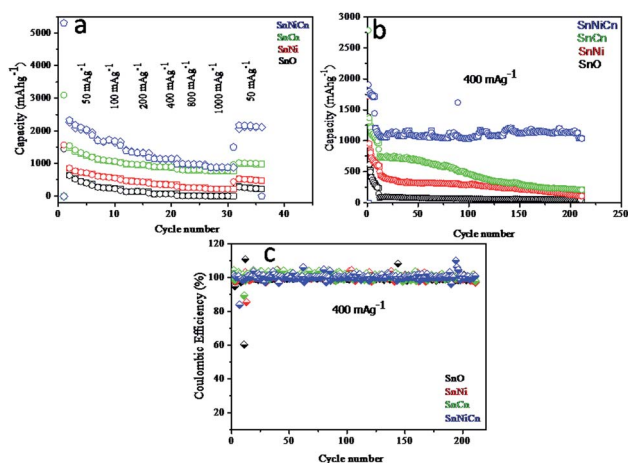 a
SnNiCn
SnCn
SnNi
SnO
50 mAg-1
100 mAg-1
200 mAg-1
400 mAg-1
800 mAg-1
1000 mAg-1
50 mAg-1
Capacity (mAhg-1)
6000
5000
4000
3000
2000
1000
0
0 10 20 30 40
Cycle number
b
SnNiCn
SnCn
SnNi
SnO
400 mAg-1
Capacity (mAhg-1)
3000
2500
2000
1500
1000
500
0
0 50 100 150 200 250
Cycle number
c
400 mAg-1
SnO
SnNi
SnCn
SnNiCn
Coulombic Efficiency (%)
120
100
80
60
40
20
0 50 100 150 200
Cycle number